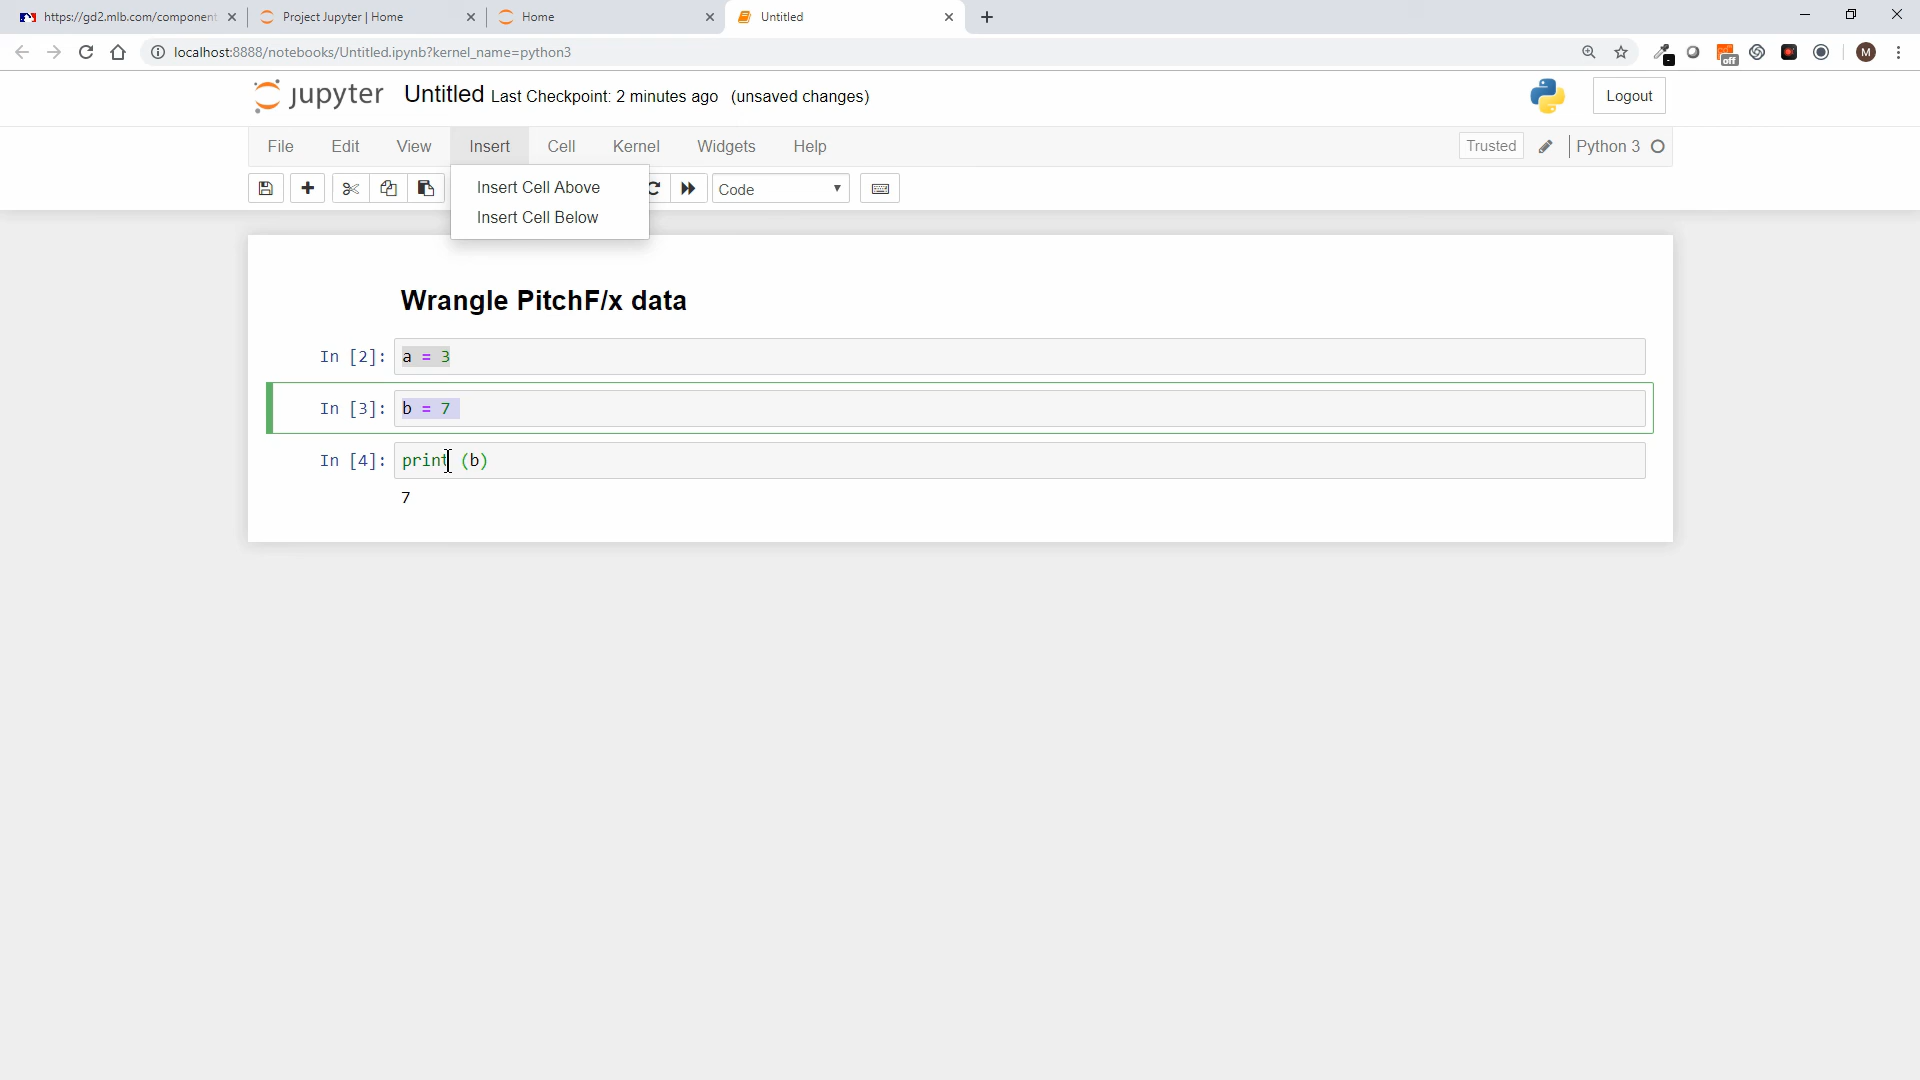 https://gd2.mlb.com/component
Project Jupyter | Home
Home
Untitled
localhost:8888/notebooks/Untitled.ipynb?kernel_name=python3
off
M
jupyter Untitled Last Checkpoint: 2 minutes ago (unsaved changes)
Logout
File Edit View Insert Cell Kernel Widgets Help
Trusted
Python 3
Insert Cell Above
Insert Cell Below
Code
Wrangle PitchF/x data
In [2]: a = 3
In [3]: b = 7
In [4]: print (b)
7